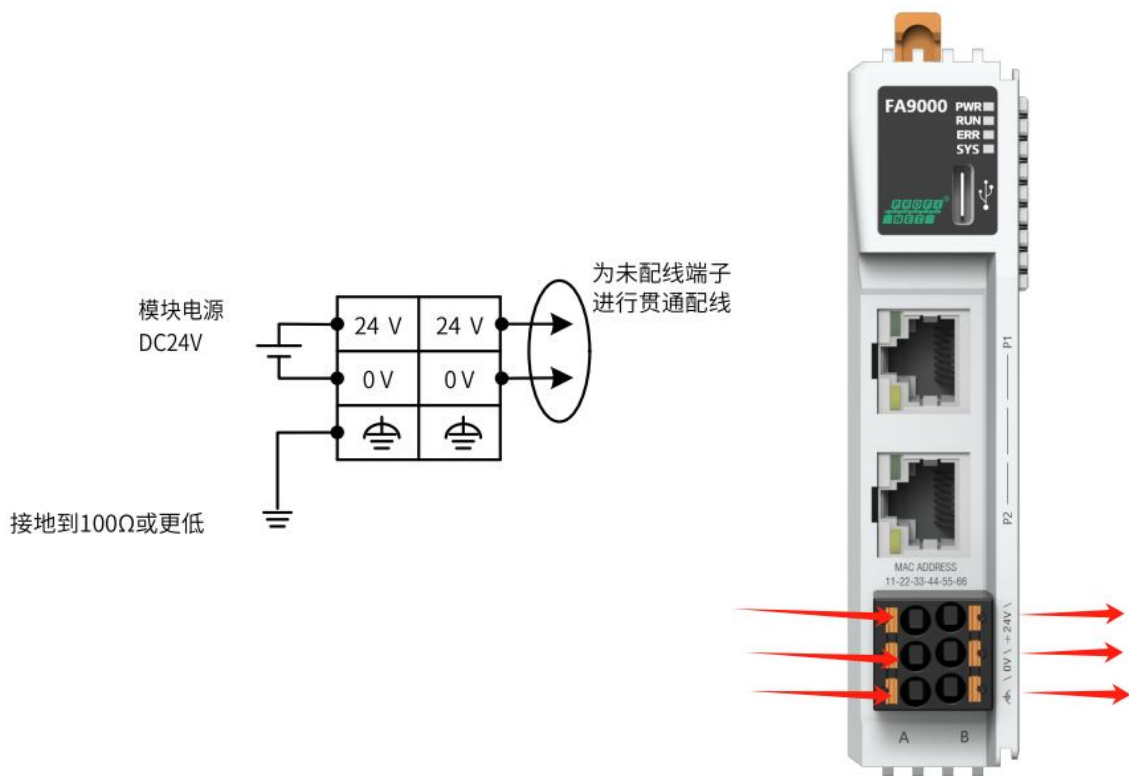 模块电源
DC24V
24 V
24 V
0 V
0 V
为未配线端子
进行贯通配线
接地到100Ω或更低
FA9000
PWR
RUN
ERR
SYS
PROFI
NET
P1
P2
MAC ADDRESS
11-22-33-44-55-66
+24V
0V
A
B